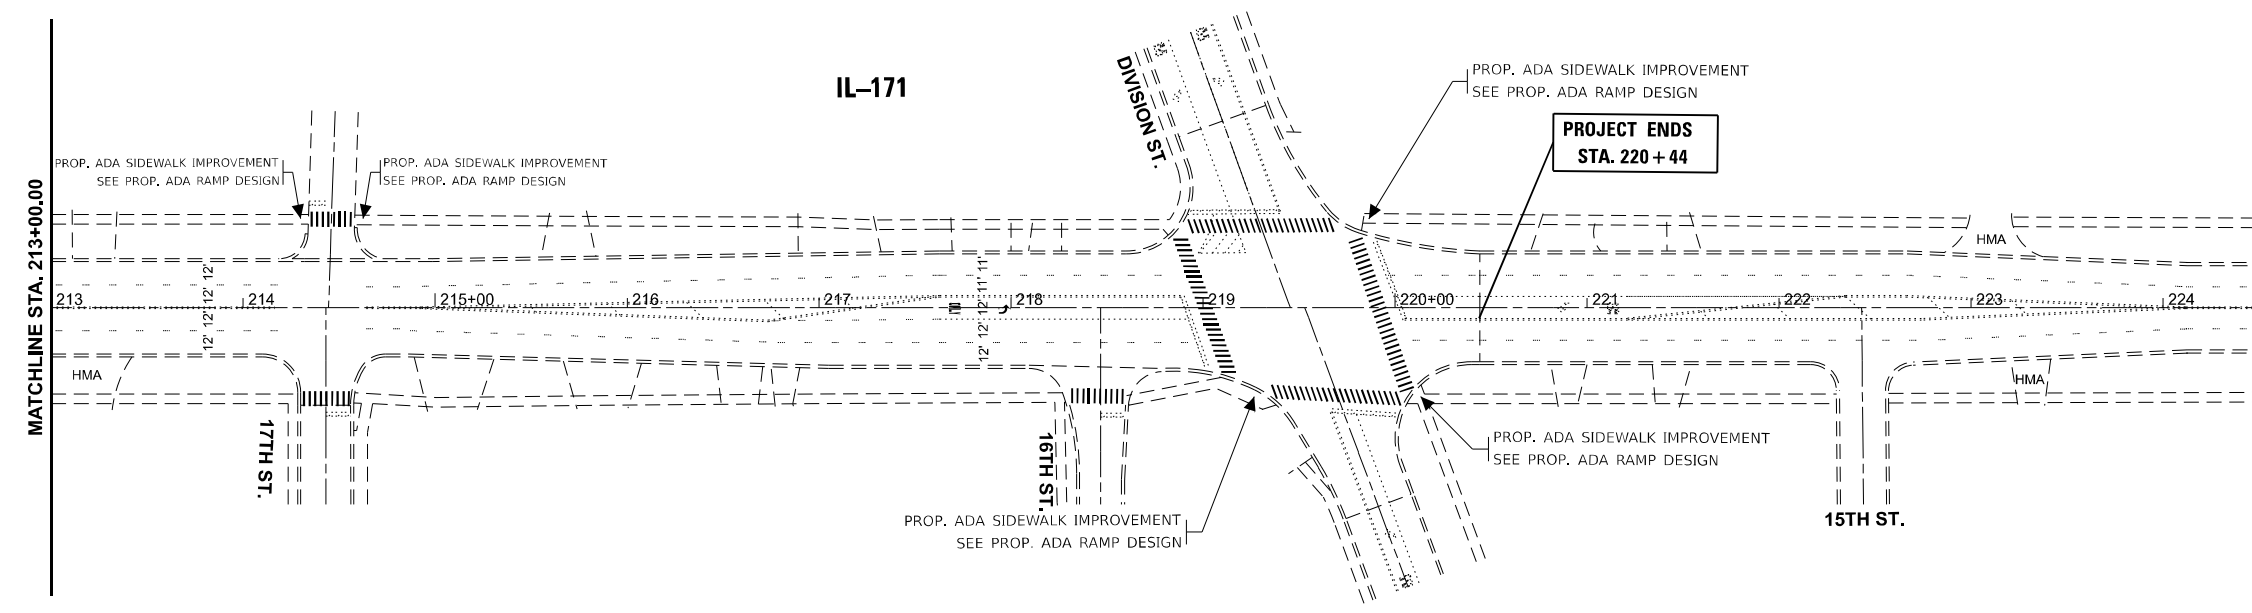 IL-171
DIVISION ST.
PROP. ADA SIDEWALK IMPROVEMENT
SEE PROP. ADA RAMP DESIGN
PROJECT ENDS
STA. 220+44
PROP. ADA SIDEWALK IMPROVEMENT
SEE PROP. ADA RAMP DESIGN
PROP. ADA SIDEWALK IMPROVEMENT
SEE PROP. ADA RAMP DESIGN
MATCHLINE STA. 213+00.00
HMA
12' 12' 12' 12'
12' 12' 12' 11' 11'
213 214 215+00 216 217 218 219 220+00 221 222 223 224
HMA
HMA
17TH ST.
16TH ST.
PROP. ADA SIDEWALK IMPROVEMENT
SEE PROP. ADA RAMP DESIGN
PROP. ADA SIDEWALK IMPROVEMENT
SEE PROP. ADA RAMP DESIGN
15TH ST.